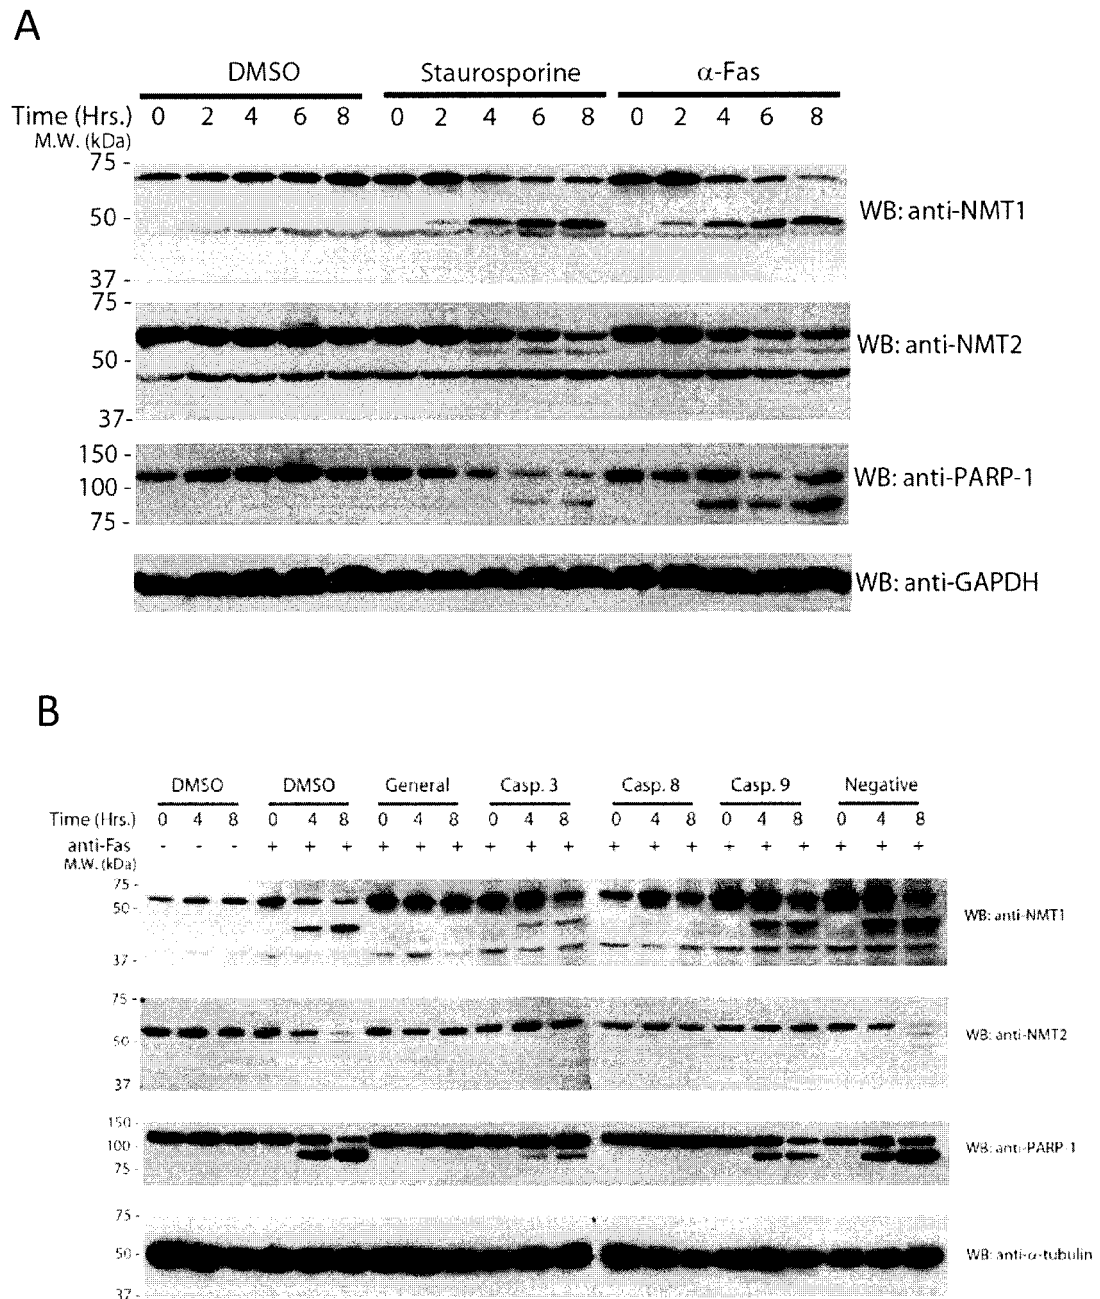 A
DMSO Staurosporine α-Fas
Time (Hrs.) 0 2 4 6 8 0 2 4 6 8 0 2 4 6 8
M.W. (kDa)
75 -
50 -
WB: anti-NMT1
37 -
75 -
50 -
WB: anti-NMT2
37-
150 -
100 -
WB: anti-PARP-1
75 -
WB: anti-GAPDH
B
DMSO DMSO General Casp. 3 Casp. 8 Casp. 9 Negative
Time (Hrs.) 0 4 8 0 4 8 0 4 8 0 4 8 0 4 8 0 4 8 0 4 8
anti-Fas - - - + + + + + + + + + + + + + + + + + +
M.W. (kDa)
75 -
50 -
WB: anti-NMT1
37 -
75 -
50 -
WB: anti-NMT2
37
150 -
100 -
WB: anti-PARP-1
75 -
75 -
50 -
WB: anti-α-tubulin
37 -